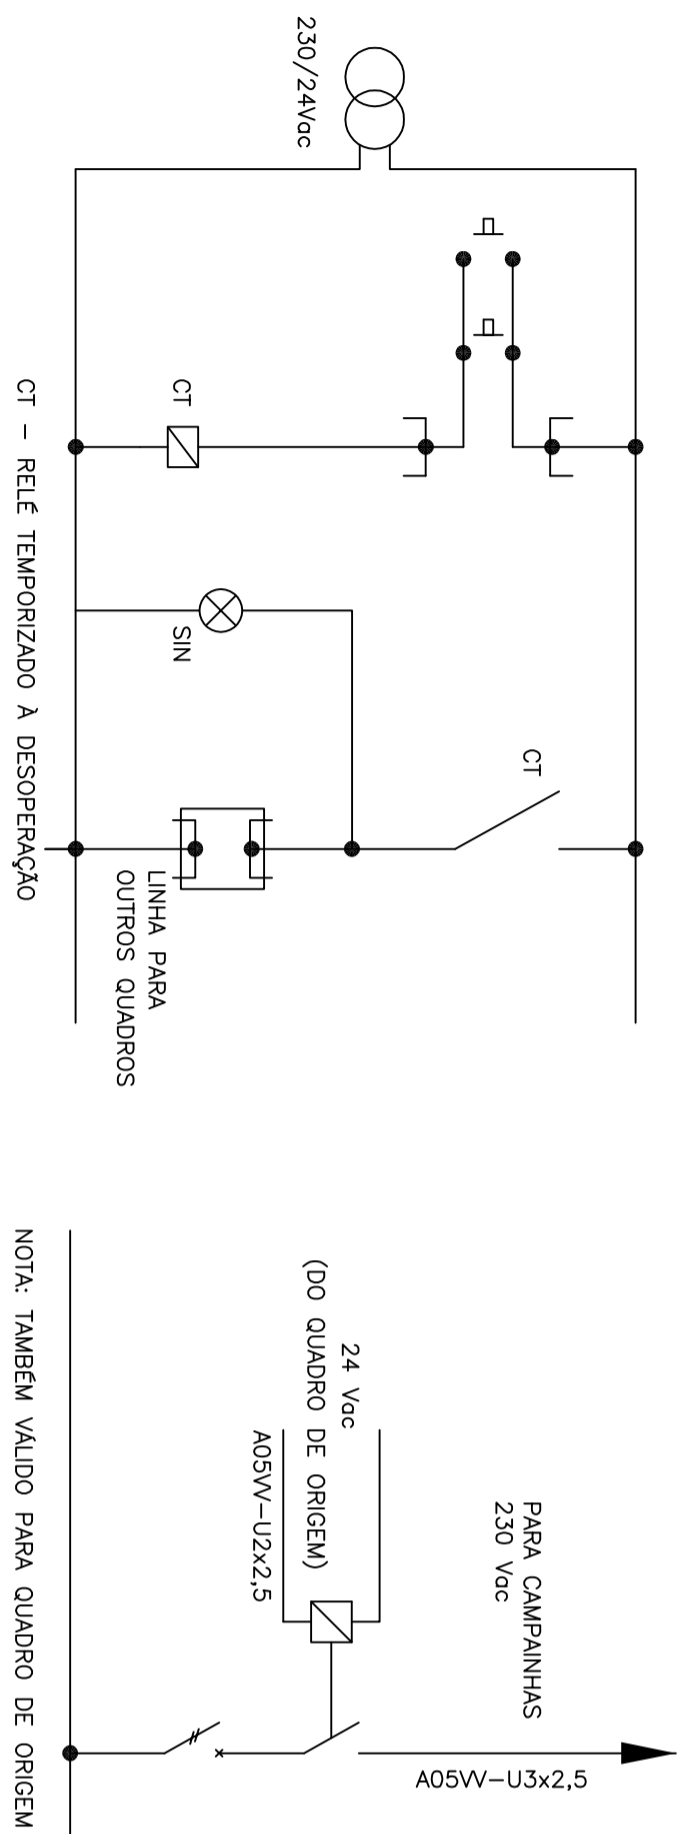 230/24Vac
CT
SIN
CT
LINHA PARA
OUTROS QUADROS
CT – RELÉ TEMPORIZADO À DESOPERAÇÃO
PARA CAMPAINHAS
230 Vac
24 Vac
(DO QUADRO DE ORIGEM)
A05VV-U2x2,5
A05VV-U3x2,5
NOTA: TAMBÉM VÁLIDO PARA QUADRO DE ORIGEM